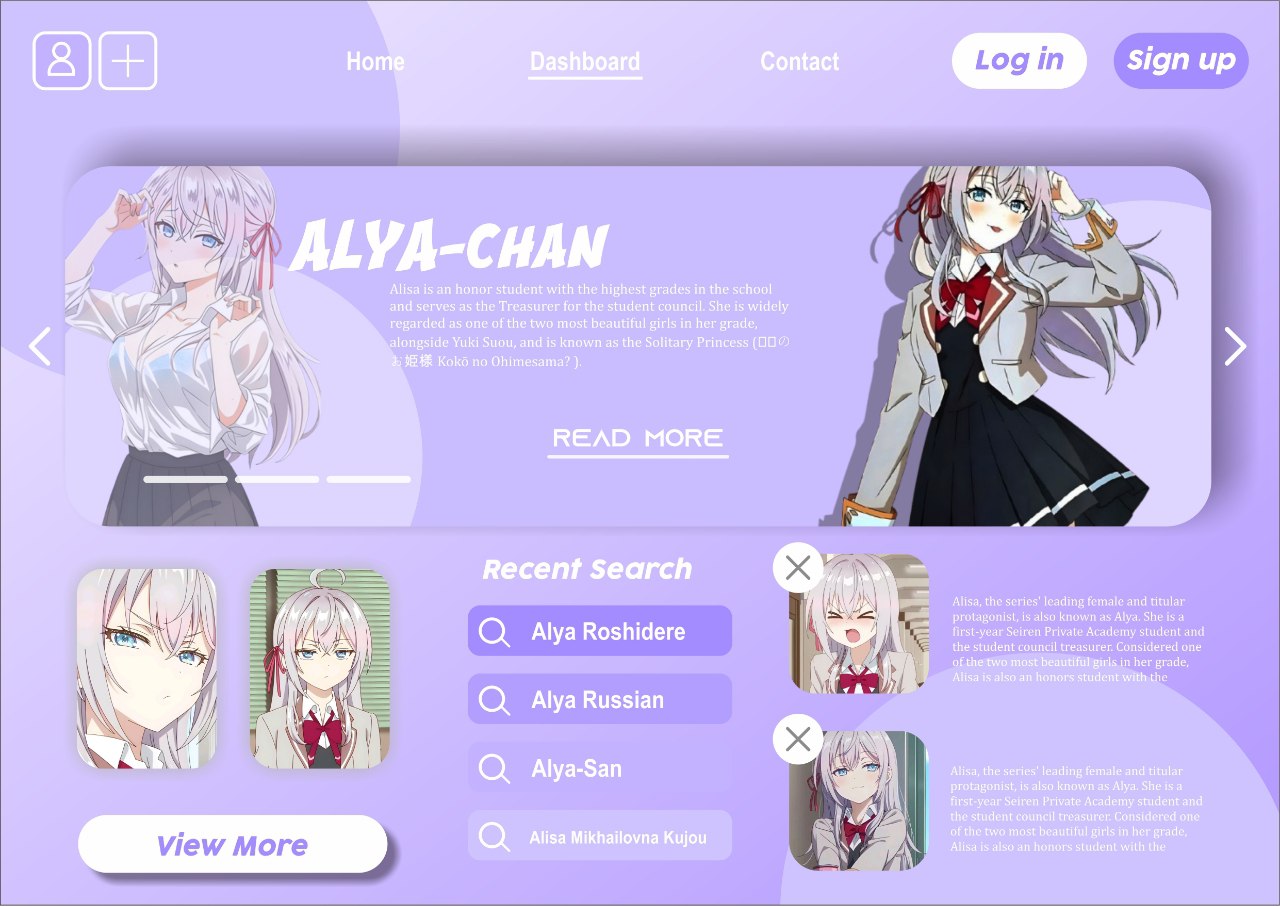 Home
Dashboard
Contact
Log in
Sign up
ALYA-CHAN
Alisa is an honor student with the highest grades in the school
and serves as the Treasurer for the student council. She is widely
regarded as one of the two most beautiful girls in her grade,
alongside Yuki Suou, and is known as the Solitary Princess (□□の
お姫様 Kokō no Ohimesama? ).
READ MORE
View More
Recent Search
Alya Roshidere
Alya Russian
Alya-San
Alisa Mikhailovna Kujou
Alisa, the series' leading female and titular
protagonist, is also known as Alya. She is a
first-year Seiren Private Academy student and
the student council treasurer. Considered one
of the two most beautiful girls in her grade,
Alisa is also an honors student with the
Alisa, the series' leading female and titular
protagonist, is also known as Alya. She is a
first-year Seiren Private Academy student and
the student council treasurer. Considered one
of the two most beautiful girls in her grade,
Alisa is also an honors student with the